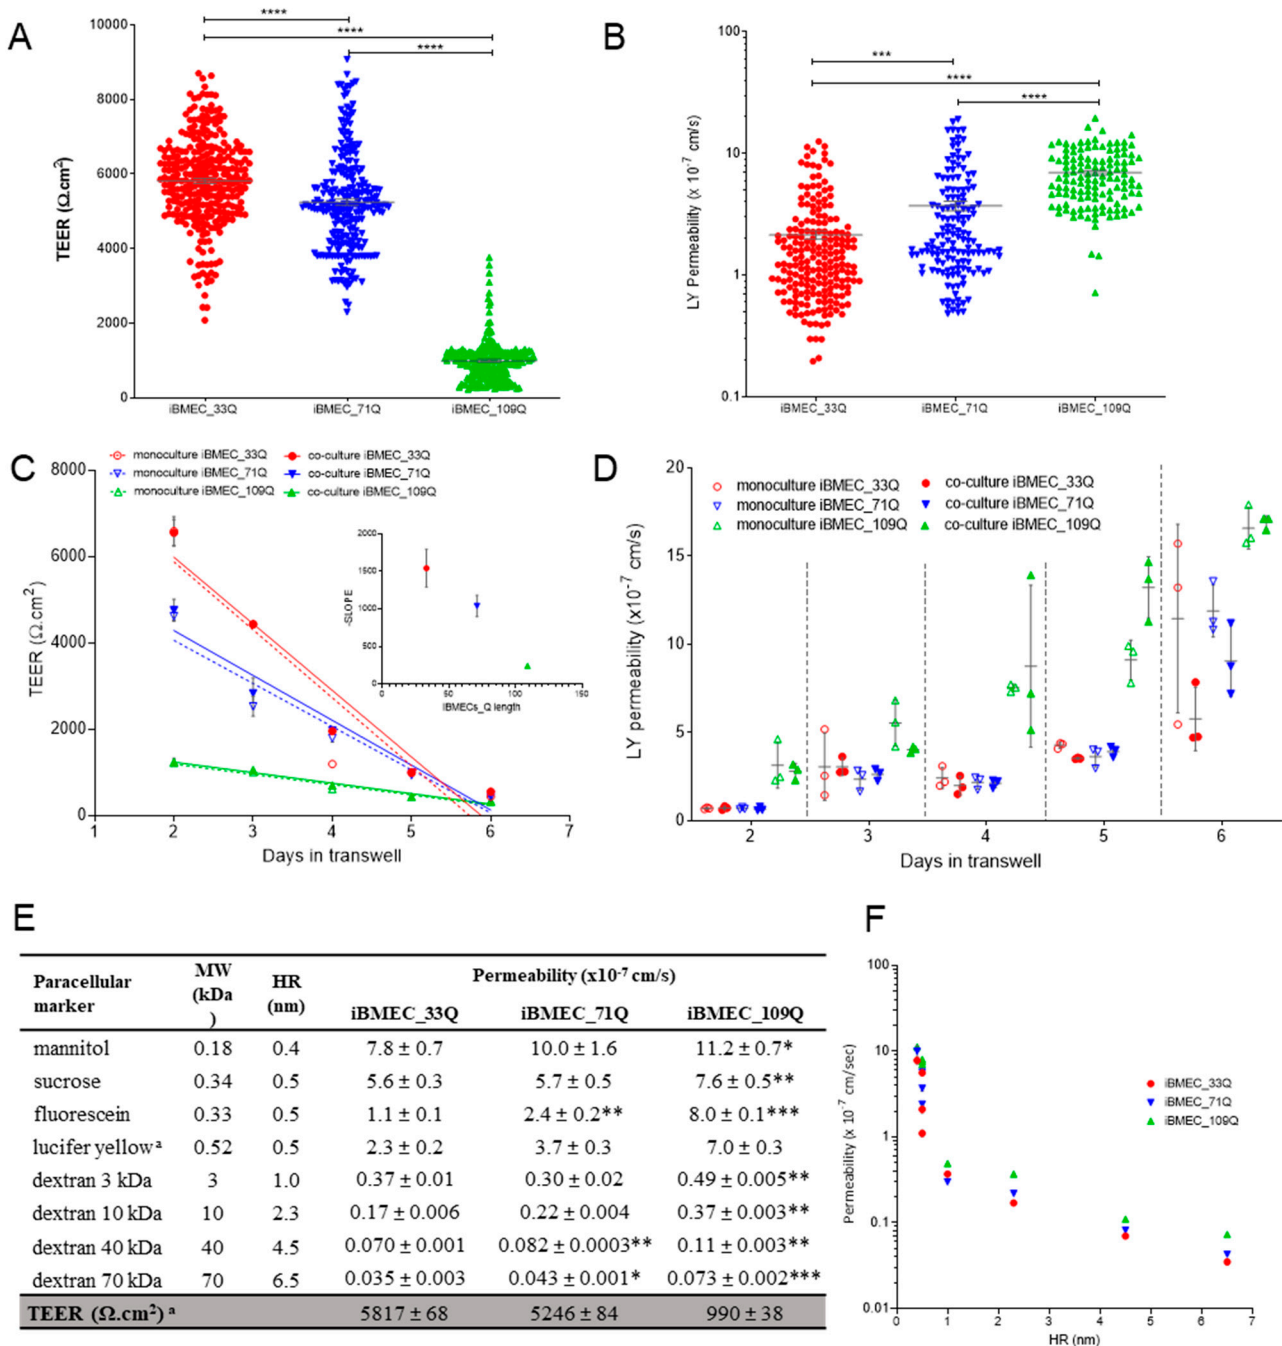 A
TEER (Ω.cm²)
10000
8000
6000
4000
2000
0
****
****
****
iBMEC_33Q
iBMEC_71Q
iBMEC_109Q
B
LY Permeability (x 10⁻⁷ cm/s)
100
10
1
0.1
***
****
****
iBMEC_33Q
iBMEC_71Q
iBMEC_109Q
C
monoculture iBMEC_33Q co-culture iBMEC_33Q
monoculture iBMEC_71Q co-culture iBMEC_71Q
monoculture iBMEC_109Q co-culture iBMEC_109Q
TEER (Ω.cm²)
8000
6000
4000
2000
0
1 2 3 4 5 6 7
Days in transwell
-SLOPE
2000
1500
1000
500
0
0 50 100 150
IBMECs_Q length
D
monoculture iBMEC_33Q co-culture iBMEC_33Q
monoculture iBMEC_71Q co-culture iBMEC_71Q
monoculture iBMEC_109Q co-culture iBMEC_109Q
LY permeability (x10⁻⁷ cm/s)
20
15
10
5
0
2 3 4 5 6
Days in transwell
E
Paracellular marker MW (kDa) HR (nm) Permeability (x10⁻⁷ cm/s)
iBMEC_33Q iBMEC_71Q iBMEC_109Q
mannitol 0.18 0.4 7.8 ± 0.7 10.0 ± 1.6 11.2 ± 0.7*
sucrose 0.34 0.5 5.6 ± 0.3 5.7 ± 0.5 7.6 ± 0.5**
fluorescein 0.33 0.5 1.1 ± 0.1 2.4 ± 0.2** 8.0 ± 0.1***
lucifer yellow ᵃ 0.52 0.5 2.3 ± 0.2 3.7 ± 0.3 7.0 ± 0.3
dextran 3 kDa 3 1.0 0.37 ± 0.01 0.30 ± 0.02 0.49 ± 0.005**
dextran 10 kDa 10 2.3 0.17 ± 0.006 0.22 ± 0.004 0.37 ± 0.003**
dextran 40 kDa 40 4.5 0.070 ± 0.001 0.082 ± 0.0003** 0.11 ± 0.003**
dextran 70 kDa 70 6.5 0.035 ± 0.003 0.043 ± 0.001* 0.073 ± 0.002***
TEER (Ω.cm²) ᵃ 5817 ± 68 5246 ± 84 990 ± 38
F
Permeability (x 10⁻⁷ cm/sec)
100
10
1
0.1
0.01
iBMEC_33Q
iBMEC_71Q
iBMEC_109Q
0 1 2 3 4 5 6 7
HR (nm)